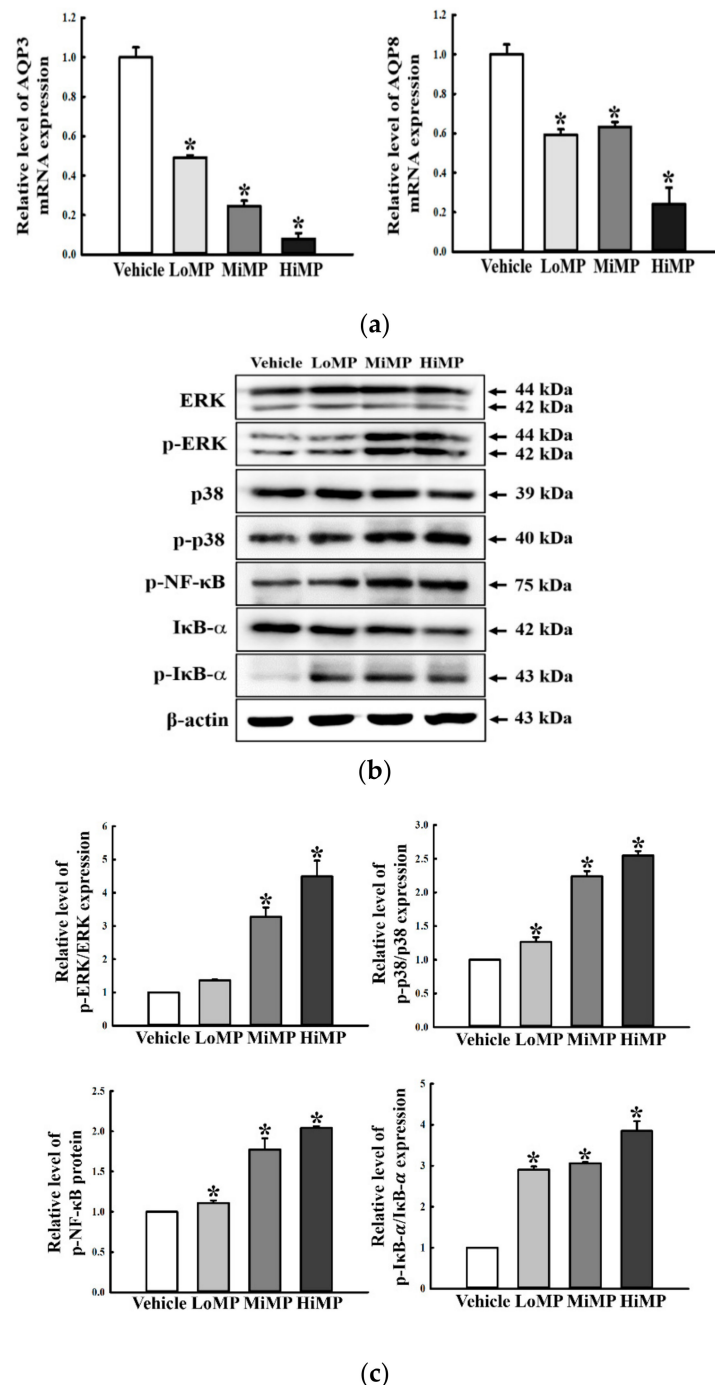 Relative level of AQP3
mRNA expression
1.2
1.0
0.8
0.6
0.4
0.2
0.0
*
*
*
Vehicle LoMP MiMP HiMP
Relative level of AQP8
mRNA expression
1.2
1.0
0.8
0.6
0.4
0.2
0.0
*
*
*
Vehicle LoMP MiMP HiMP
(a)
Vehicle LoMP MiMP HiMP
ERK
44 kDa
42 kDa
p-ERK
44 kDa
42 kDa
p38
39 kDa
p-p38
40 kDa
p-NF-κB
75 kDa
IκB-α
42 kDa
p-IκB-α
43 kDa
β-actin
43 kDa
(b)
Relative level of
p-ERK/ERK expression
6
5
4
3
2
1
0
*
*
Vehicle LoMP MiMP HiMP
Relative level of
p-p38/p38 expression
3.0
2.5
2.0
1.5
1.0
0.5
0.0
*
*
*
Vehicle LoMP MiMP HiMP
Relative level of
p-NF-κB protein
2.5
2.0
1.5
1.0
0.5
0.0
*
*
*
Vehicle LoMP MiMP HiMP
Relative level of
p-IκB-α/IκB-α expression
5
4
3
2
1
0
*
*
*
Vehicle LoMP MiMP HiMP
(c)